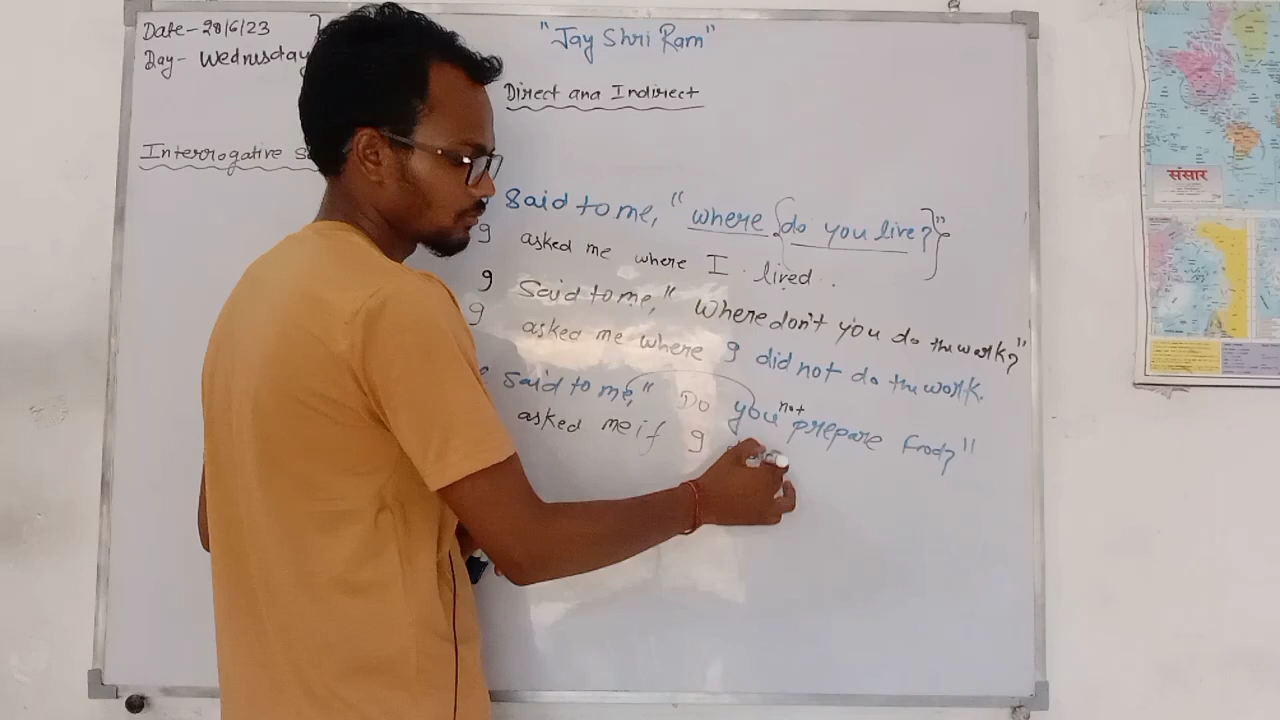 Date-28/6/23
Day- Wednesday
"Jay Shri Ram"
Direct ana Indirect
Interrogative
said to me, "where do you live?"
g asked me where I lived.
g said to me, " Where don't you do the work?"
g asked me where g did not do the work.
said to me," Do you not prepare food?"
asked me if g
संसार